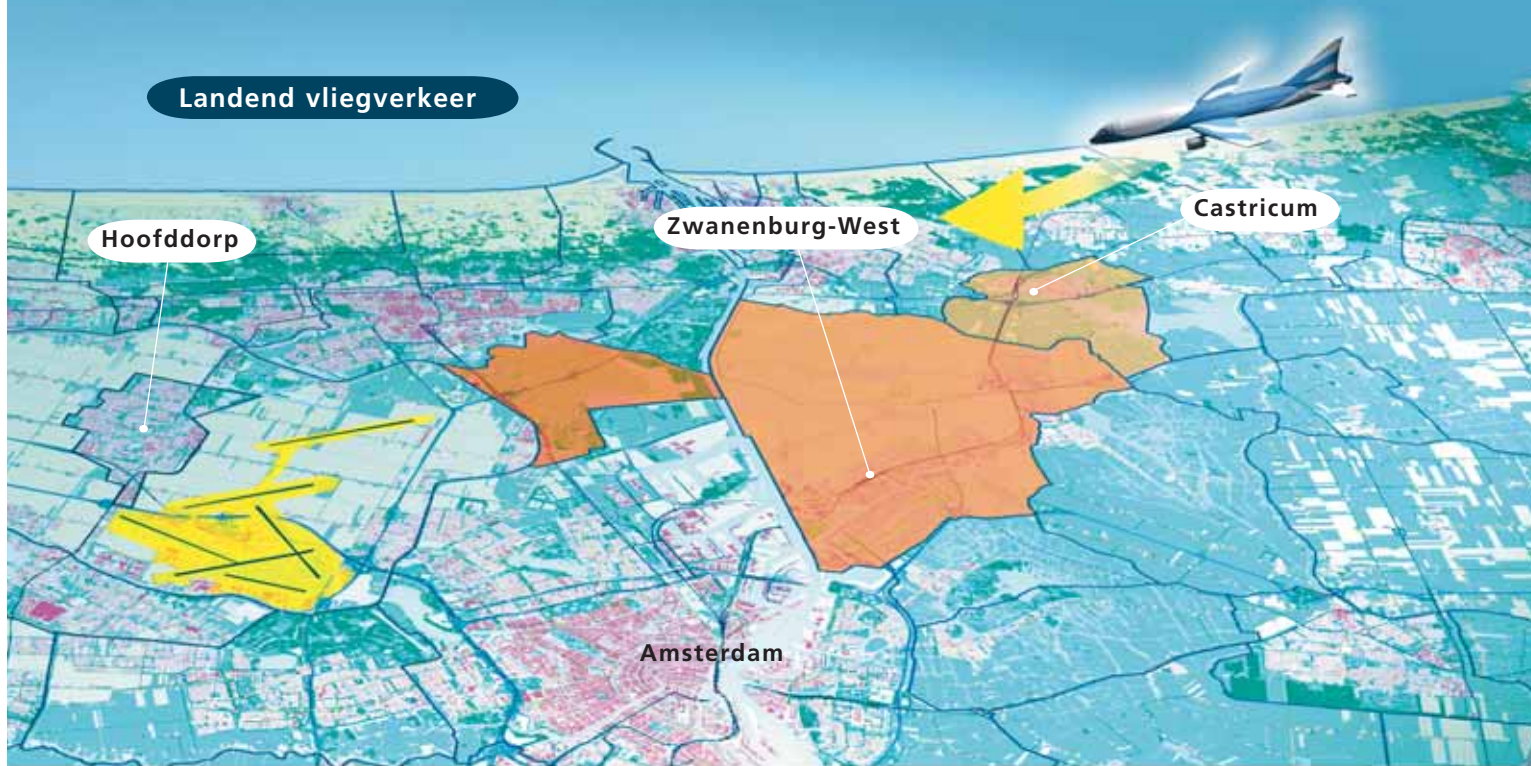 Landend vliegverkeer
Castricum
Zwanenburg-West
Hoofddorp
Amsterdam